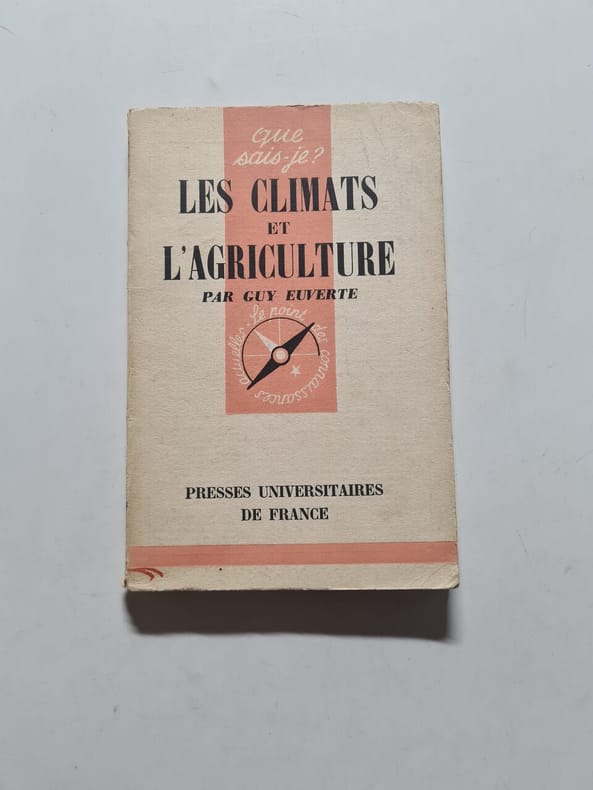 que
sais-je?
LES CLIMATS
ET
L'AGRICULTURE
PAR GUY EUVERTE
le point des connaissances actuelles
PRESSES UNIVERSITAIRES
DE FRANCE